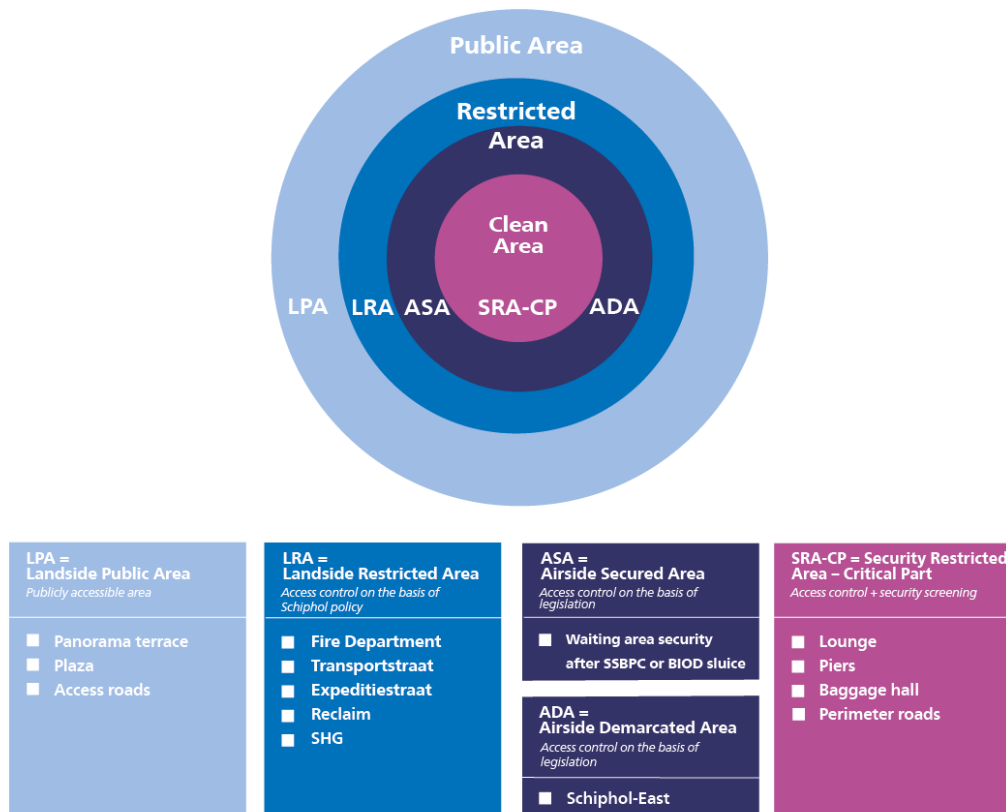 Public Area
Restricted
Area
Clean
Area
LPA LRA ASA SRA-CP ADA
LPA =
Landside Public Area
Publicly accessible area
Panorama terrace
Plaza
Access roads
LRA =
Landside Restricted Area
Access control on the basis of
Schiphol policy
Fire Department
Transportstraat
Expeditiestraat
Reclaim
SHG
ASA =
Airside Secured Area
Access control on the basis of
legislation
Waiting area security
after SSBPC or BIOD sluice
ADA =
Airside Demarcated Area
Access control on the basis of
legislation
Schiphol-East
SRA-CP = Security Restricted
Area – Critical Part
Access control + security screening
Lounge
Piers
Baggage hall
Perimeter roads